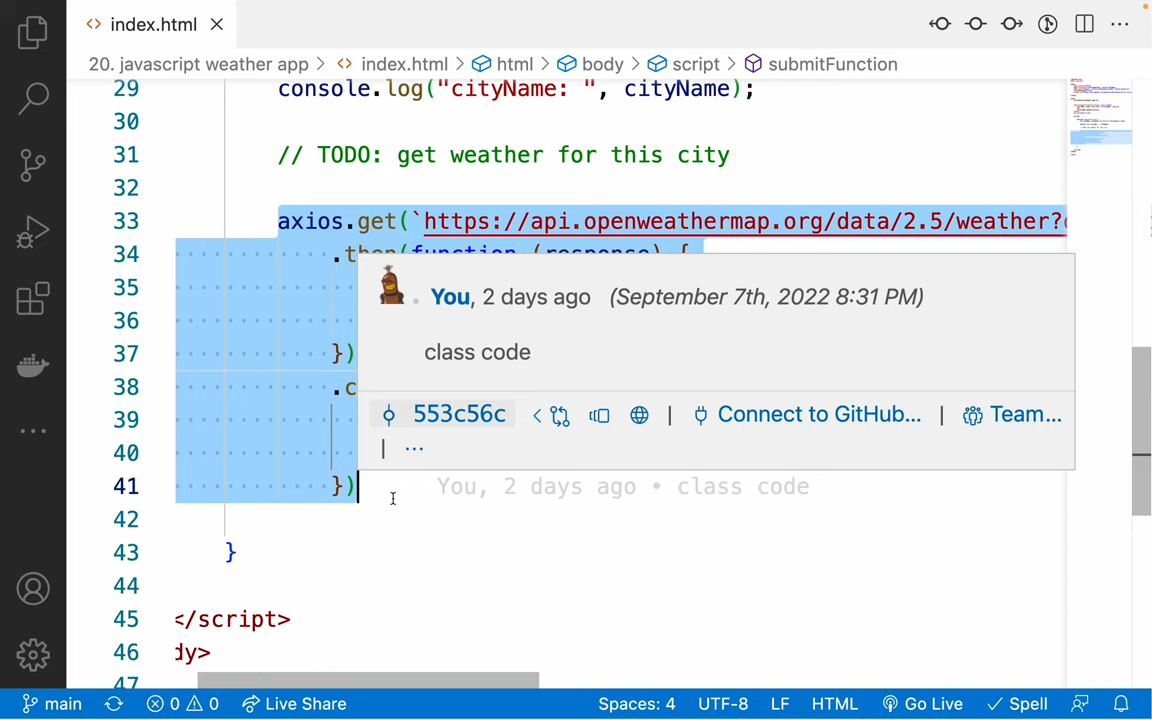 index.html
20. javascript weather app > index.html > html > body > script > submitFunction
29 console.log("cityName: ", cityName);
30
31 // TODO: get weather for this city
32
33 axios.get(`https://api.openweathermap.org/data/2.5/weather?
34 .then(function (response) {
35
36
37 })
38 .c
39
40
41 }) You, 2 days ago • class code
42
43 }
44
45 </script>
46 dy>
47
You, 2 days ago (September 7th, 2022 8:31 PM)
class code
553c56c | Connect to GitHub... | Team...
| ...
main 0 0 Live Share Spaces: 4 UTF-8 LF HTML Go Live Spell